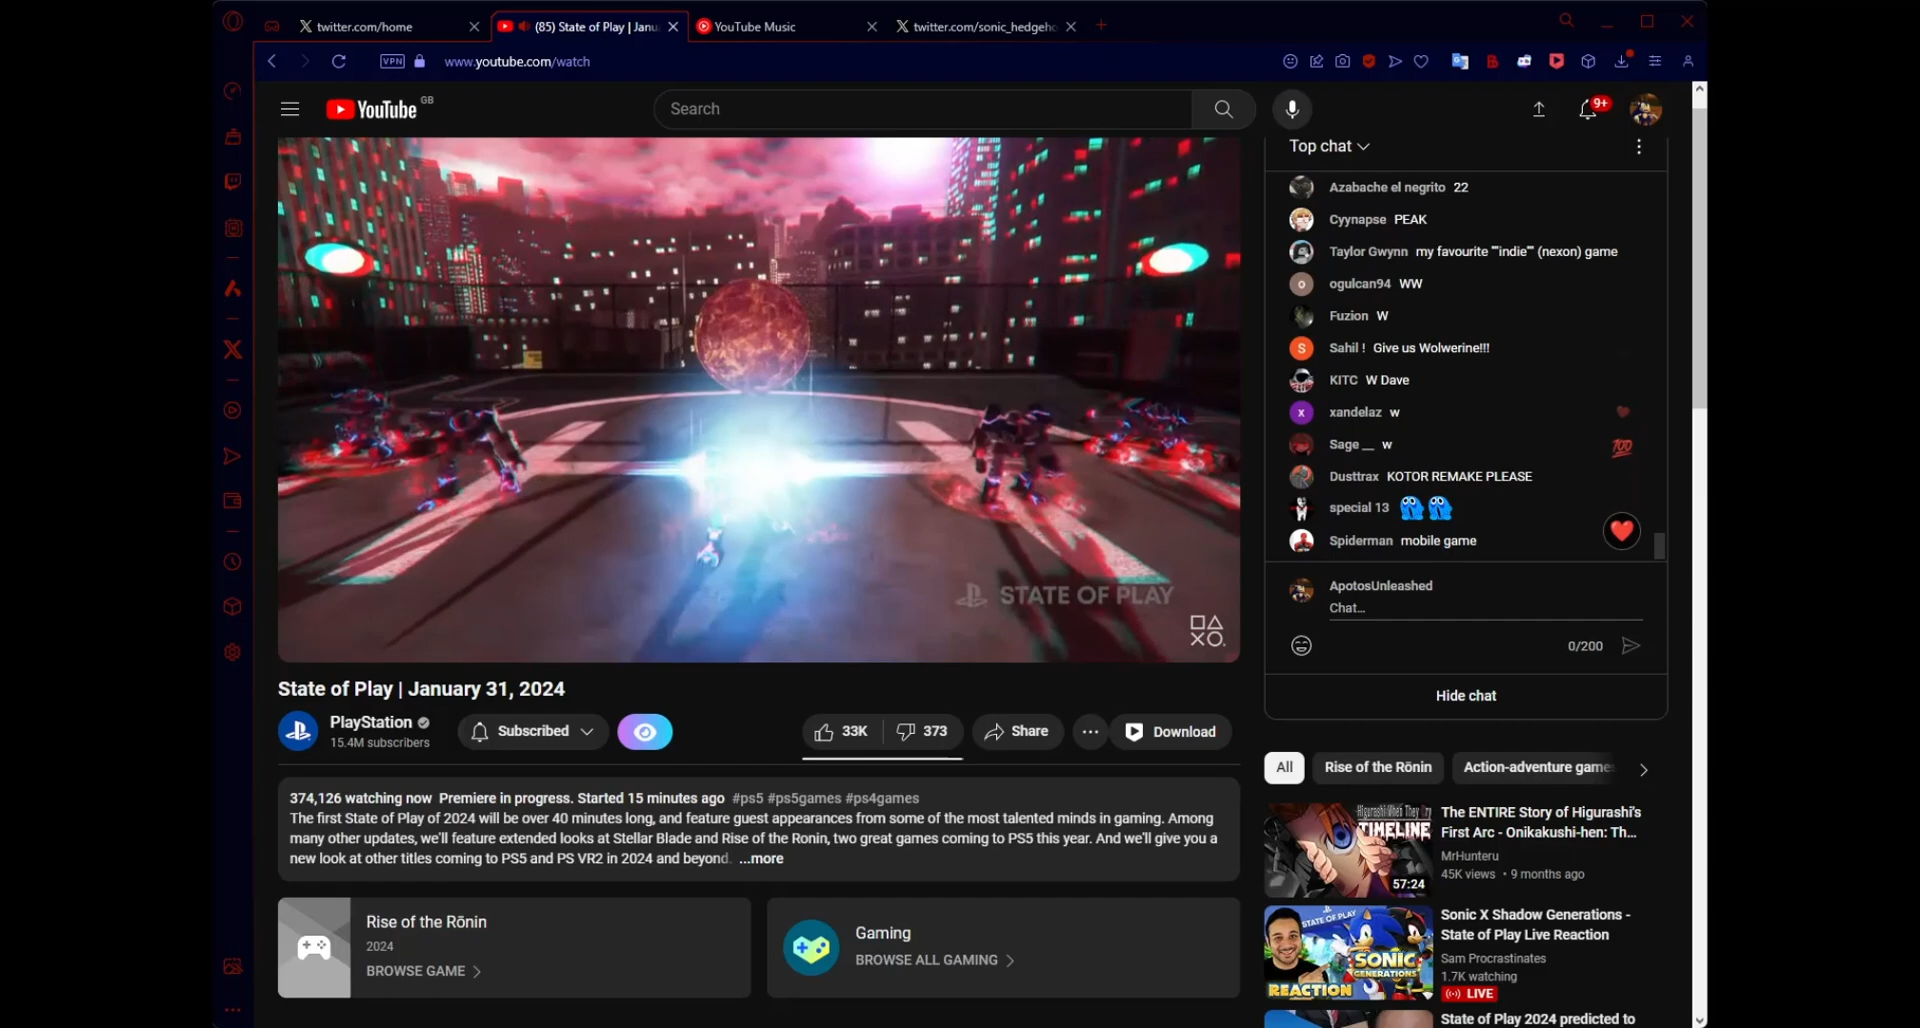 twitter.com/home
(85) State of Play | Janu
YouTube Music
twitter.com/sonic_hedgeho
VPN
www.youtube.com/watch
YouTube GB
Search
9+
Top chat
Azabache el negrito 22
Cyynapse PEAK
Taylor Gwynn my favourite """indie""" (nexon) game
ogulcan94 WW
Fuzion W
Sahil ! Give us Wolwerine!!!
KITC W Dave
xandelaz w
Sage __ w
100
Dusttrax KOTOR REMAKE PLEASE
special 13
Spiderman mobile game
ApotosUnleashed
Chat...
0/200
Hide chat
STATE OF PLAY
State of Play | January 31, 2024
PlayStation
15.4M subscribers
Subscribed
33K
373
Share
Download
374,126 watching now Premiere in progress. Started 15 minutes ago #ps5 #ps5games #ps4games
The first State of Play of 2024 will be over 40 minutes long, and feature guest appearances from some of the most talented minds in gaming. Among
many other updates, we'll feature extended looks at Stellar Blade and Rise of the Ronin, two great games coming to PS5 this year. And we'll give you a
new look at other titles coming to PS5 and PS VR2 in 2024 and beyond. ...more
Rise of the Rōnin
2024
BROWSE GAME
Gaming
BROWSE ALL GAMING
All
Rise of the Rōnin
Action-adventure game
Higurashi When They Cry
TIMELINE
57:24
The ENTIRE Story of Higurashi's
First Arc - Onikakushi-hen: Th...
MrHunteru
45K views • 9 months ago
STATE OF PLAY
SONIC
GENERATIONS
REACTION
Sonic X Shadow Generations -
State of Play Live Reaction
Sam Procrastinates
1.7K watching
LIVE
State of Play 2024 predicted to